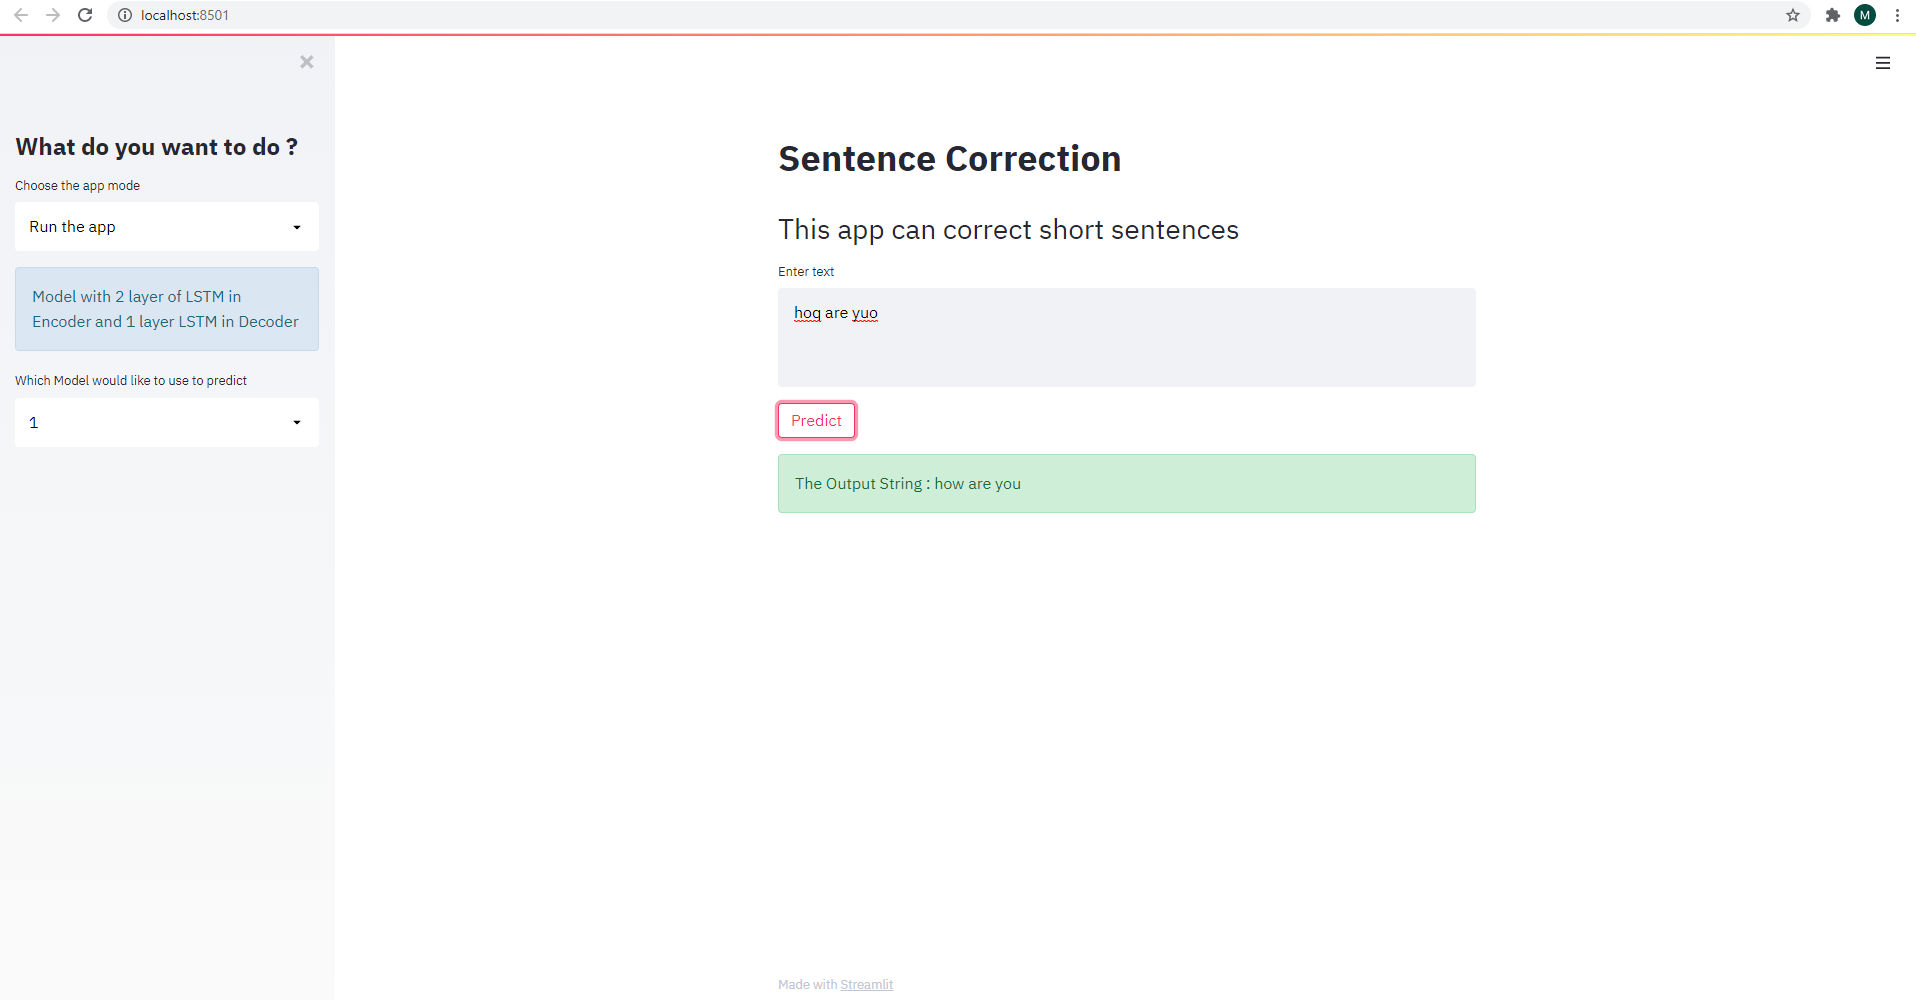 localhost:8501
M
What do you want to do ?
Choose the app mode
Run the app
Model with 2 layer of LSTM in
Encoder and 1 layer LSTM in Decoder
Which Model would like to use to predict
1
Sentence Correction
This app can correct short sentences
Enter text
hoq are yuo
Predict
The Output String : how are you
Made with Streamlit